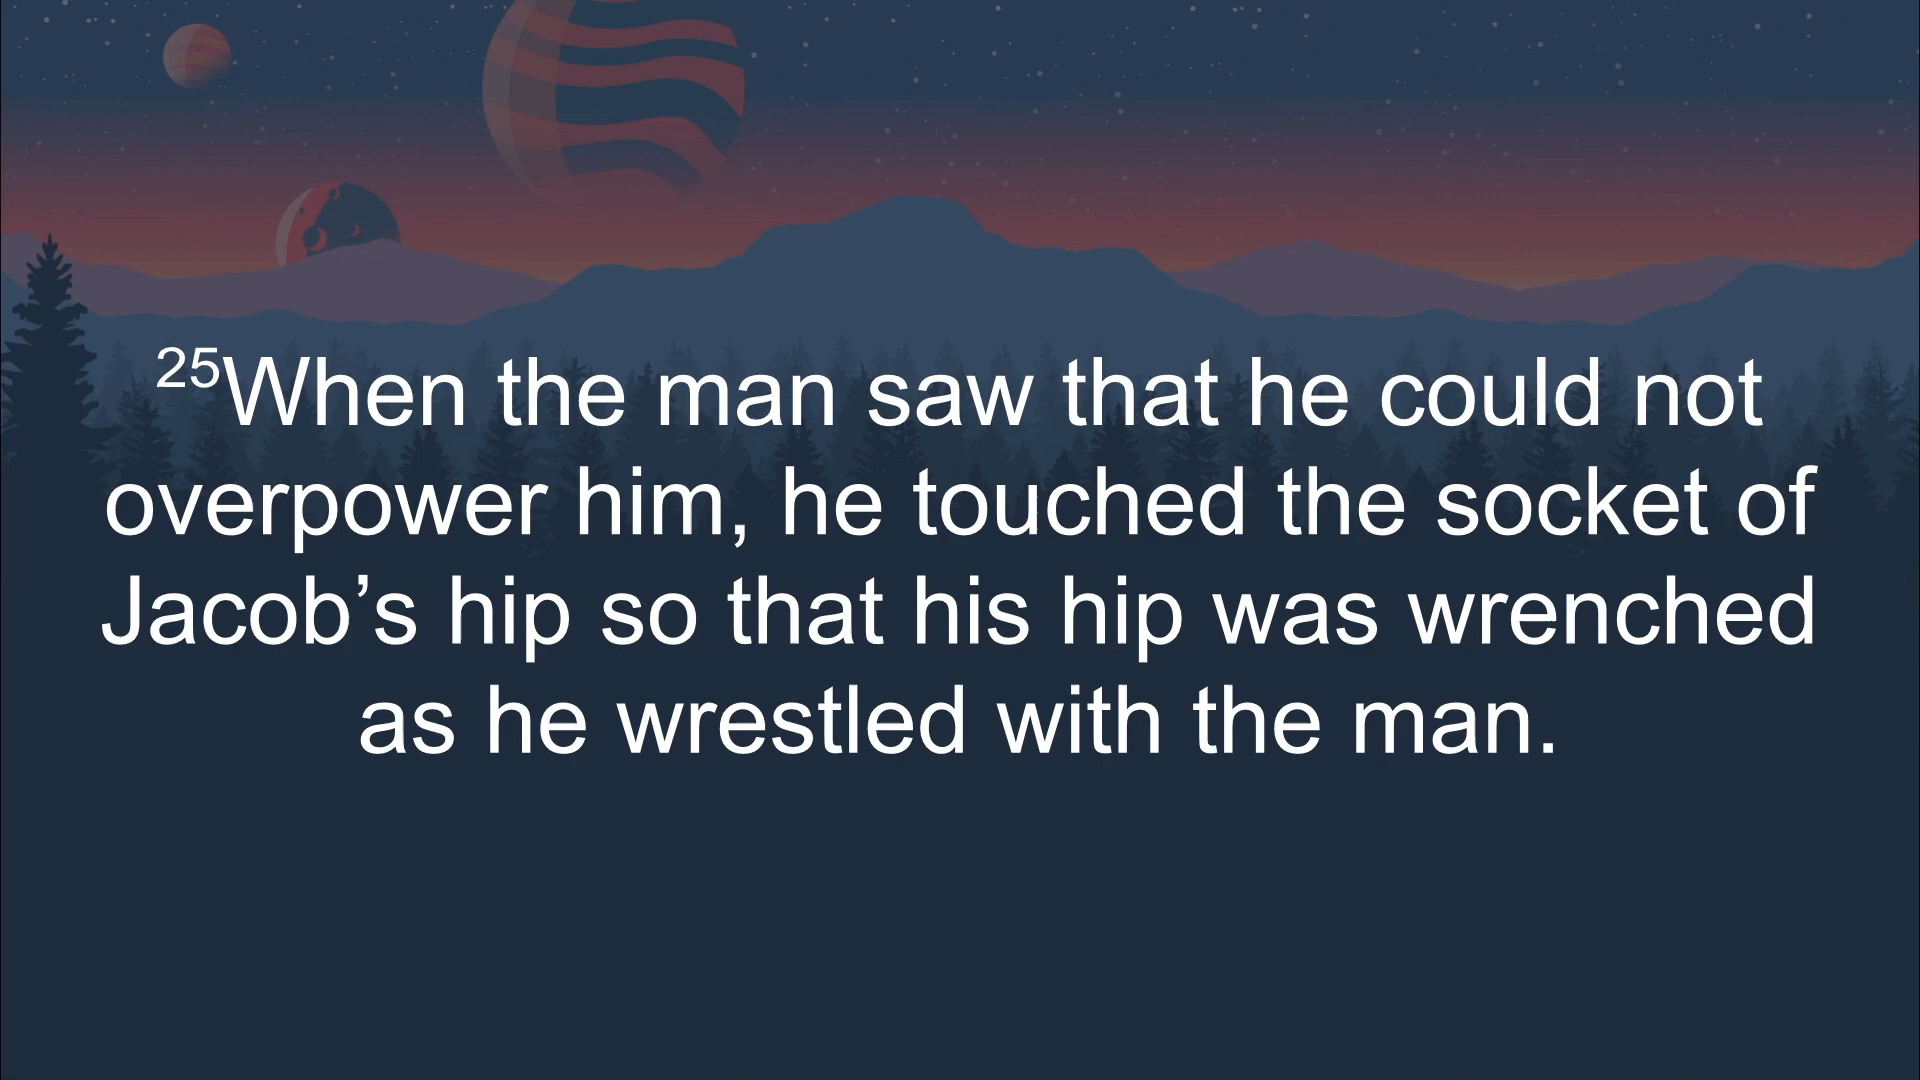 25When the man saw that he could not
overpower him, he touched the socket of
Jacob’s hip so that his hip was wrenched
as he wrestled with the man.